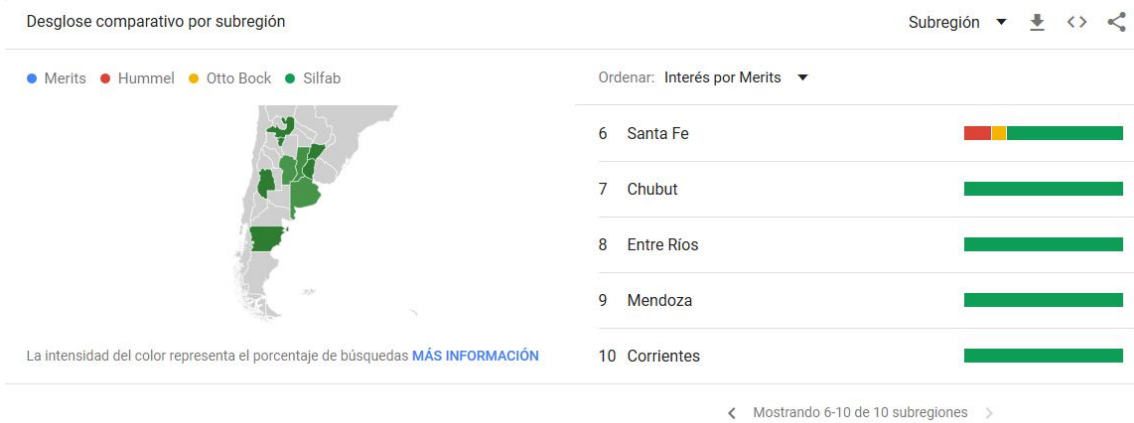 Desglose comparativo por subregión
Subregión
Merits Hummel Otto Bock Silfab
La intensidad del color representa el porcentaje de búsquedas MÁS INFORMACIÓN
Ordenar: Interés por Merits
6 Santa Fe
7 Chubut
8 Entre Ríos
9 Mendoza
10 Corrientes
Mostrando 6-10 de 10 subregiones